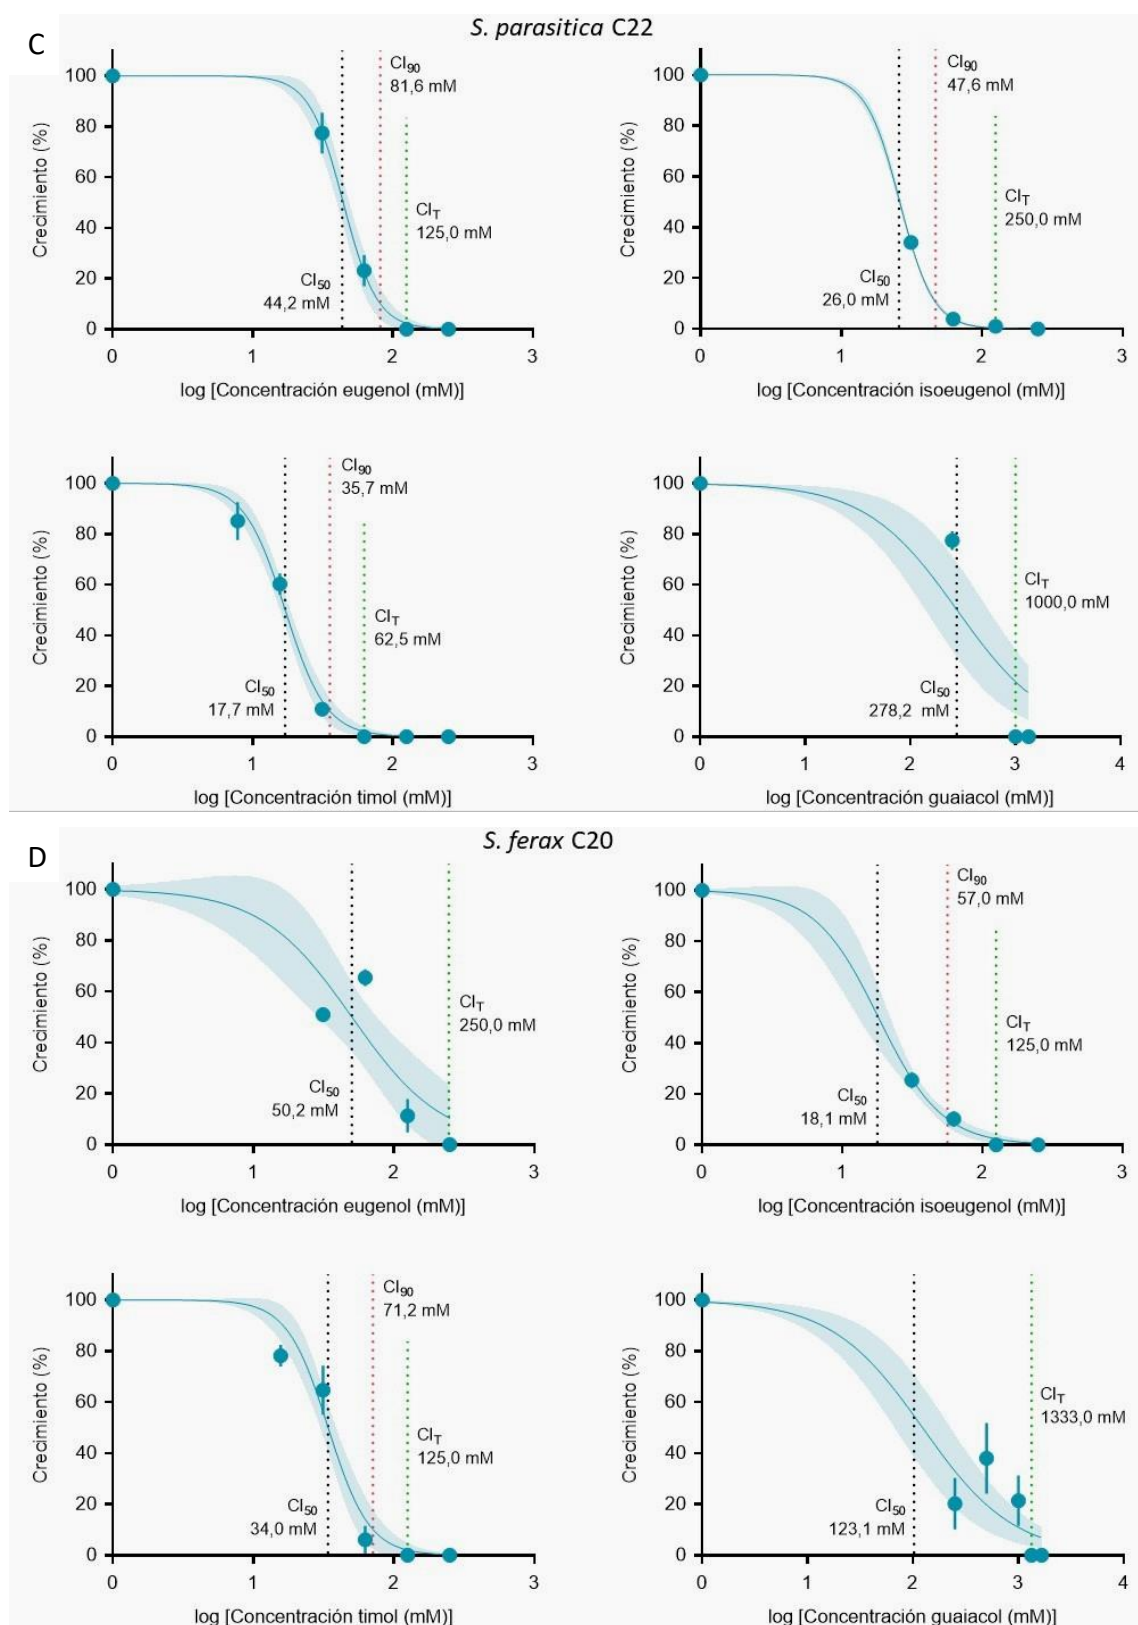 C
S. parasitica C22
100
80
60
40
20
0
Crecimiento (%)
CI90
81,6 mM
CIT
125,0 mM
CI50
44,2 mM
0 1 2 3
log [Concentración eugenol (mM)]
100
80
60
40
20
0
Crecimiento (%)
CI90
47,6 mM
CIT
250,0 mM
CI50
26,0 mM
0 1 2 3
log [Concentración isoeugenol (mM)]
100
80
60
40
20
0
Crecimiento (%)
CI90
35,7 mM
CIT
62,5 mM
CI50
17,7 mM
0 1 2 3
log [Concentración timol (mM)]
100
80
60
40
20
0
Crecimiento (%)
CIT
1000,0 mM
CI50
278,2 mM
0 1 2 3 4
log [Concentración guaiacol (mM)]
D
S. ferax C20
100
80
60
40
20
0
Crecimiento (%)
CIT
250,0 mM
CI50
50,2 mM
0 1 2 3
log [Concentración eugenol (mM)]
100
80
60
40
20
0
Crecimiento (%)
CI90
57,0 mM
CIT
125,0 mM
CI50
18,1 mM
0 1 2 3
log [Concentración isoeugenol (mM)]
100
80
60
40
20
0
Crecimiento (%)
CI90
71,2 mM
CIT
125,0 mM
CI50
34,0 mM
0 1 2 3
log [Concentración timol (mM)]
100
80
60
40
20
0
Crecimiento (%)
CIT
1333,0 mM
CI50
123,1 mM
0 1 2 3 4
log [Concentración guaiacol (mM)]